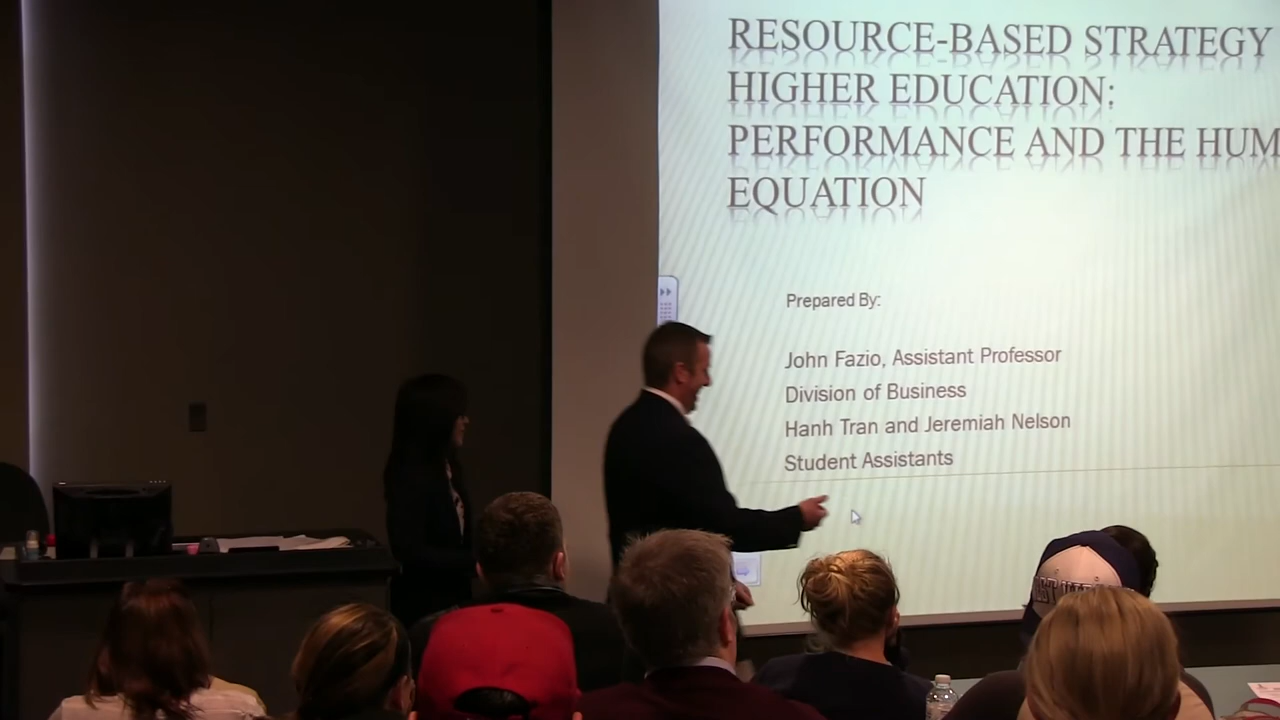 RESOURCE-BASED STRATEGY
HIGHER EDUCATION:
PERFORMANCE AND THE HUM
EQUATION
Prepared By:
John Fazio, Assistant Professor
Division of Business
Hanh Tran and Jeremiah Nelson
Student Assistants